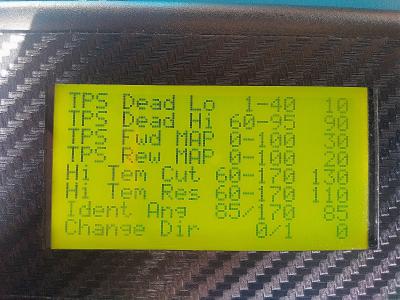 TPS Dead Lo 1-40 10
TPS Dead Hi 60-95 90
TPS Fwd MAP 0-100 30
TPS Rew MAP 0-100 20
Hi Tem Cut 60-170 130
Hi Tem Res 60-170 110
Ident Ang 85/170 85
Change Dir 0/1 0